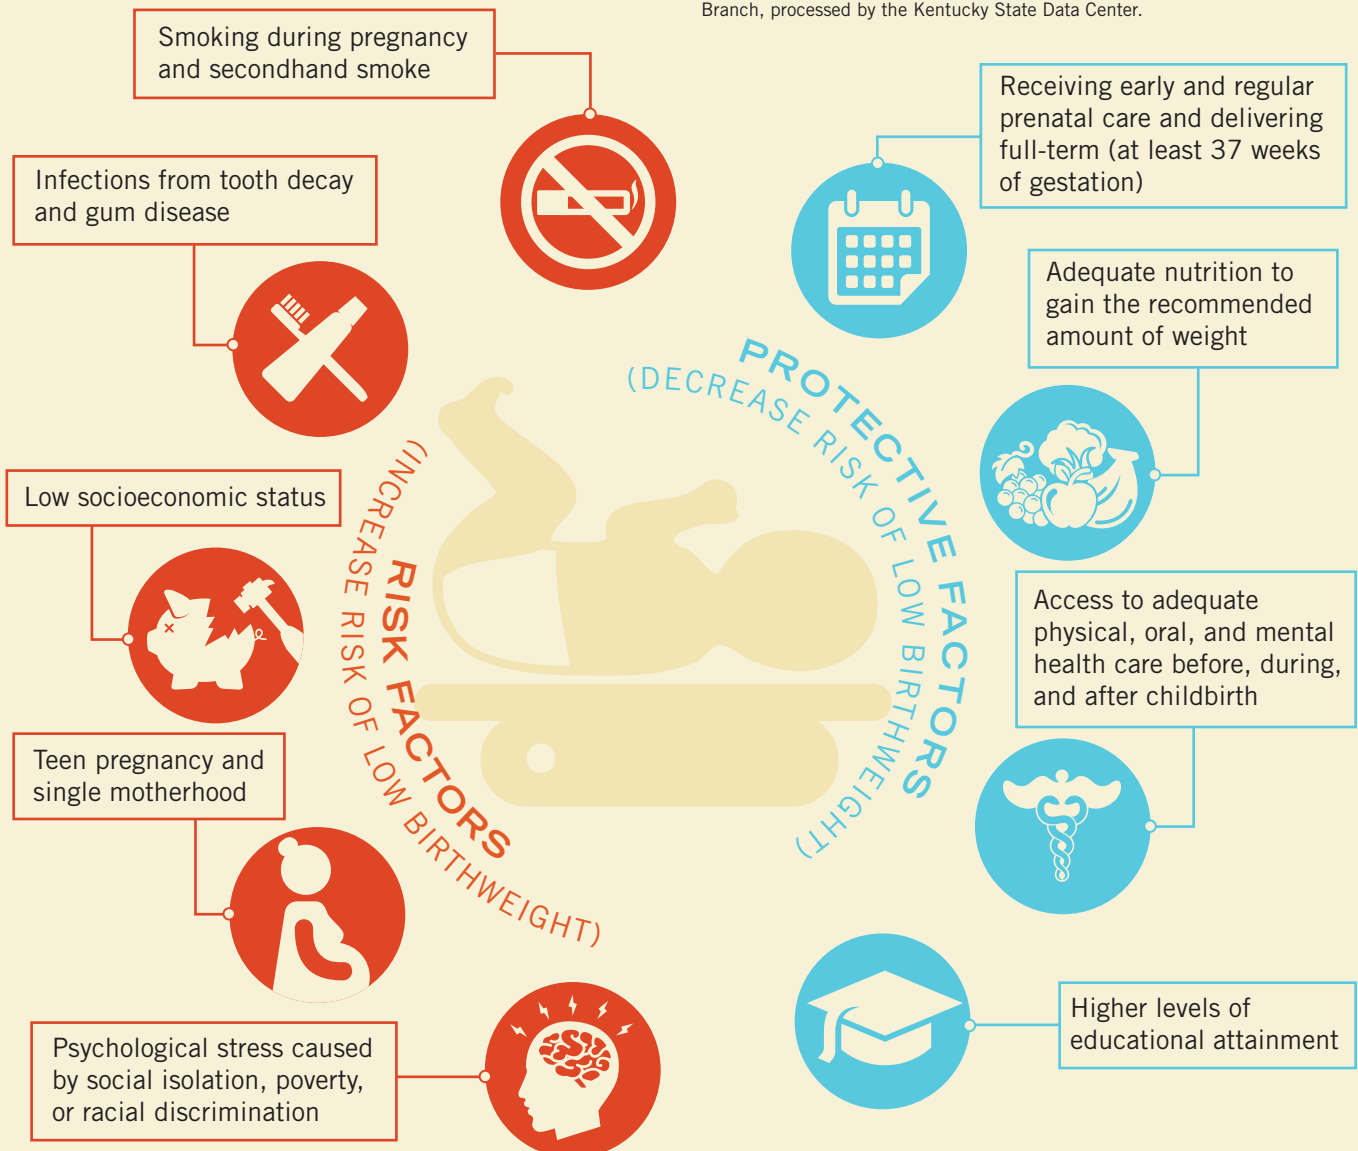 Branch, processed by the Kentucky State Data Center.
Smoking during pregnancy
and secondhand smoke
Infections from tooth decay
and gum disease
Low socioeconomic status
Teen pregnancy and
single motherhood
Psychological stress caused
by social isolation, poverty,
or racial discrimination
RISK FACTORS
(INCREASE RISK OF LOW BIRTHWEIGHT)
PROTECTIVE FACTORS
(DECREASE RISK OF LOW BIRTHWEIGHT)
Receiving early and regular
prenatal care and delivering
full-term (at least 37 weeks
of gestation)
Adequate nutrition to
gain the recommended
amount of weight
Access to adequate
physical, oral, and mental
health care before, during,
and after childbirth
Higher levels of
educational attainment